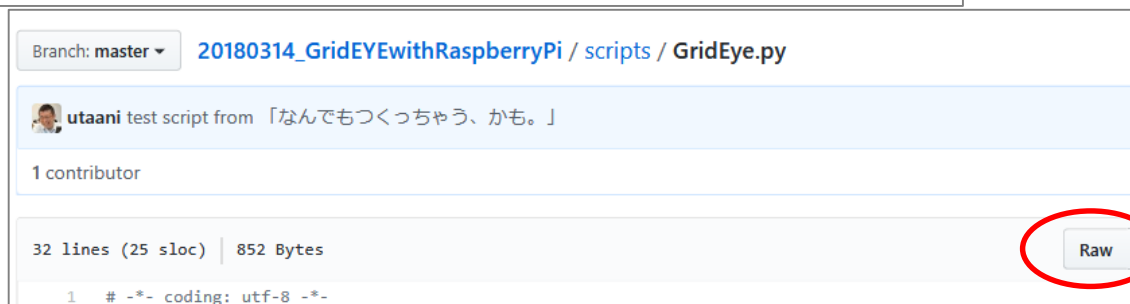 Branch: master 20180314_GridEYEwithRaspberryPi / scripts / GridEye.py
utaani test script from 「なんでもつくっちゃう、かも。」
1 contributor
32 lines (25 sloc) 852 Bytes Raw
1 # -*- coding: utf-8 -*-